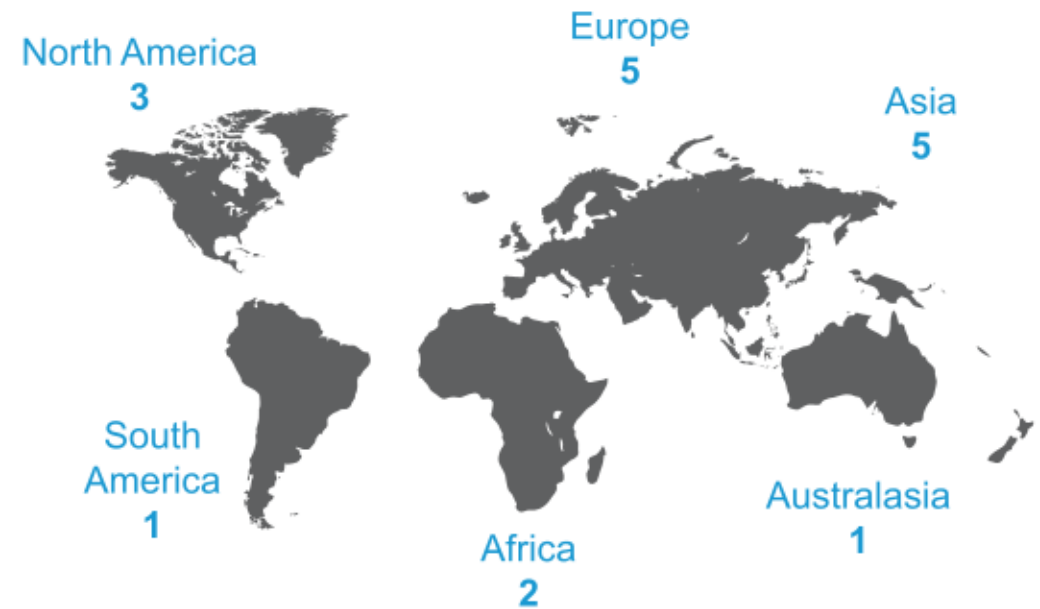 North America
3
Europe
5
Asia
5
South
America
1
Africa
2
Australasia
1